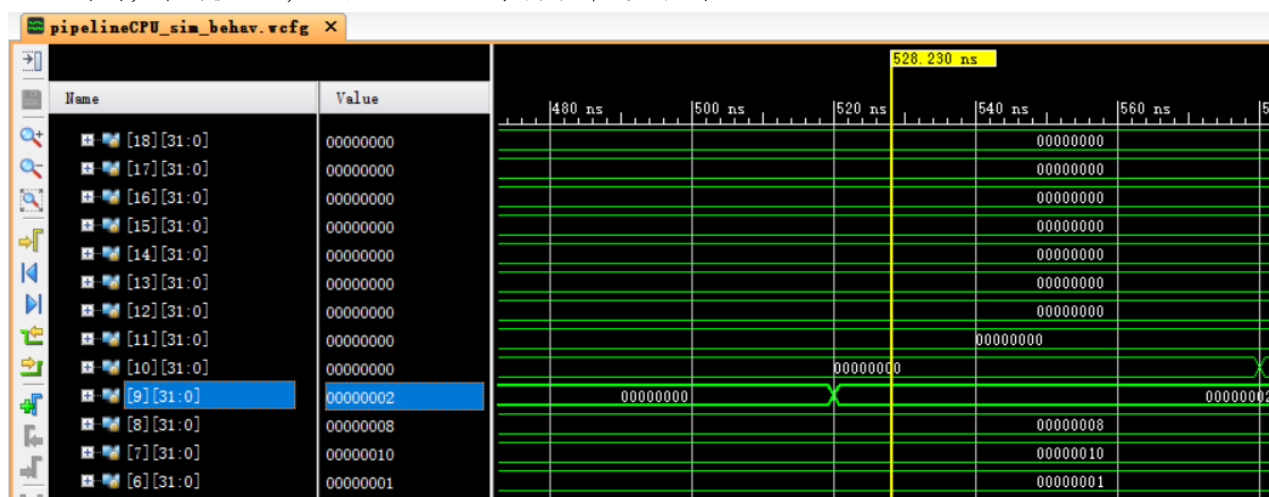 pipelineCPU_sim_behav.wcfg ×
528.230 ns
Name Value 480 ns 500 ns 520 ns 540 ns 560 ns
[18][31:0] 00000000 00000000
[17][31:0] 00000000 00000000
[16][31:0] 00000000 00000000
[15][31:0] 00000000 00000000
[14][31:0] 00000000 00000000
[13][31:0] 00000000 00000000
[12][31:0] 00000000 00000000
[11][31:0] 00000000 00000000
[10][31:0] 00000000 00000000
[9][31:0] 00000002 00000000 00000002
[8][31:0] 00000008 00000008
[7][31:0] 00000010 00000010
[6][31:0] 00000001 00000001